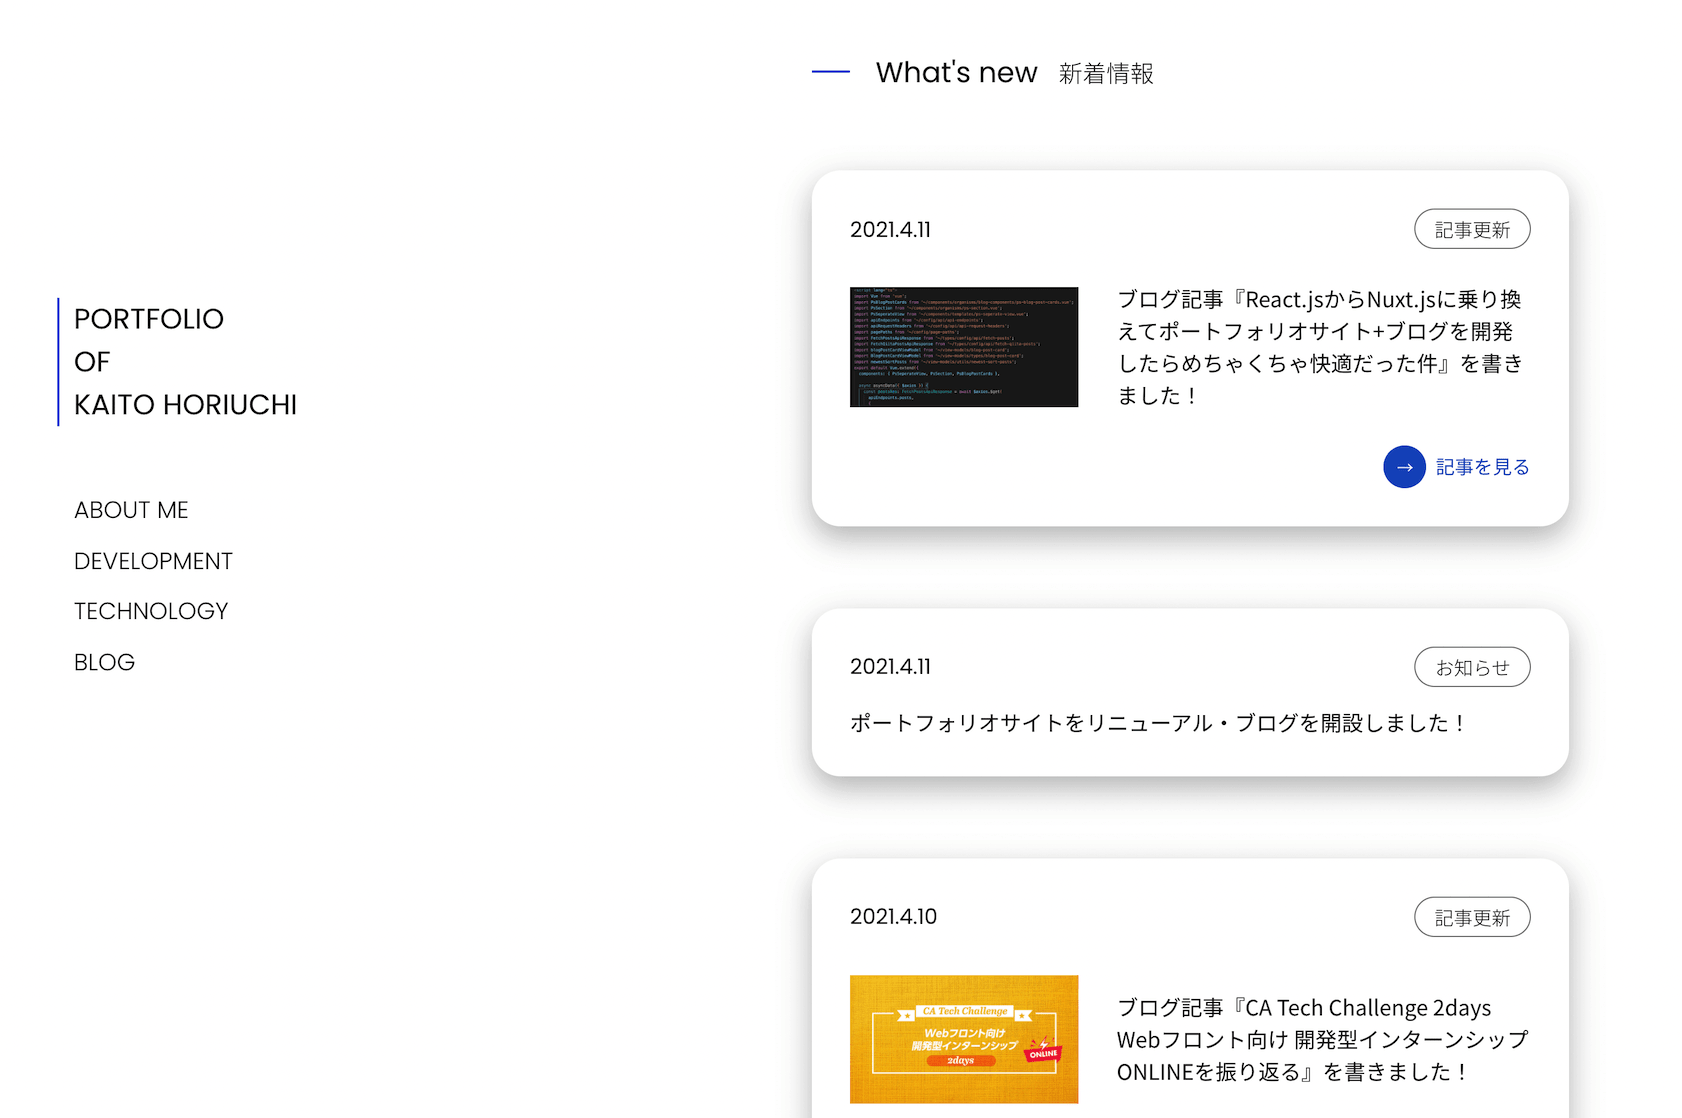 PORTFOLIO
OF
KAITO HORIUCHI
ABOUT ME
DEVELOPMENT
TECHNOLOGY
BLOG
What's new 新着情報
2021.4.11 記事更新
ブログ記事『React.jsからNuxt.jsに乗り換
えてポートフォリオサイト+ブログを開発
したらめちゃくちゃ快適だった件』を書き
ました！
→ 記事を見る
2021.4.11 お知らせ
ポートフォリオサイトをリニューアル・ブログを開設しました！
2021.4.10 記事更新
CA Tech Challenge
Webフロント向け
開発型インターンシップ
2days
ONLINE
ブログ記事『CA Tech Challenge 2days
Webフロント向け 開発型インターンシップ
ONLINEを振り返る』を書きました！